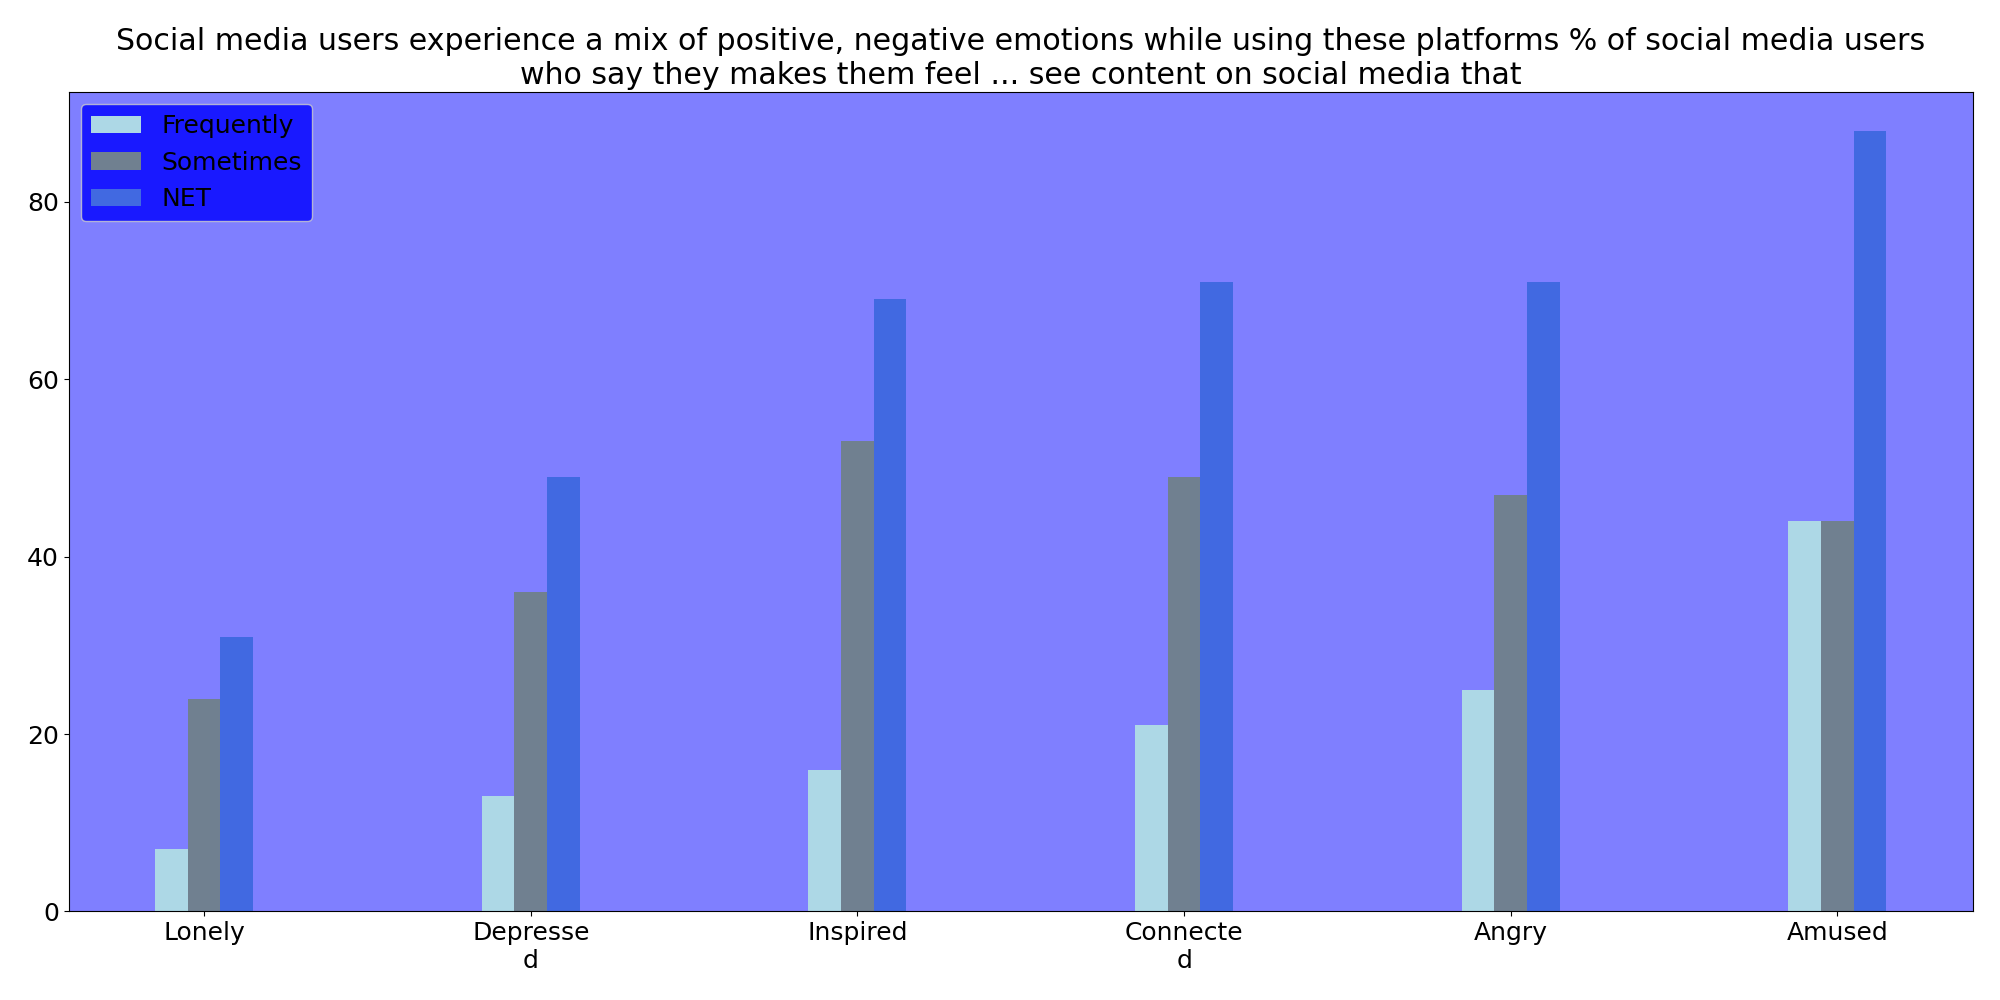 Social media users experience a mix of positive, negative emotions while using these platforms % of social media users
who say they makes them feel ... see content on social media that
Frequently
Sometimes
NET
80
60
40
20
0
Lonely
Depresse
d
Inspired
Connecte
d
Angry
Amused